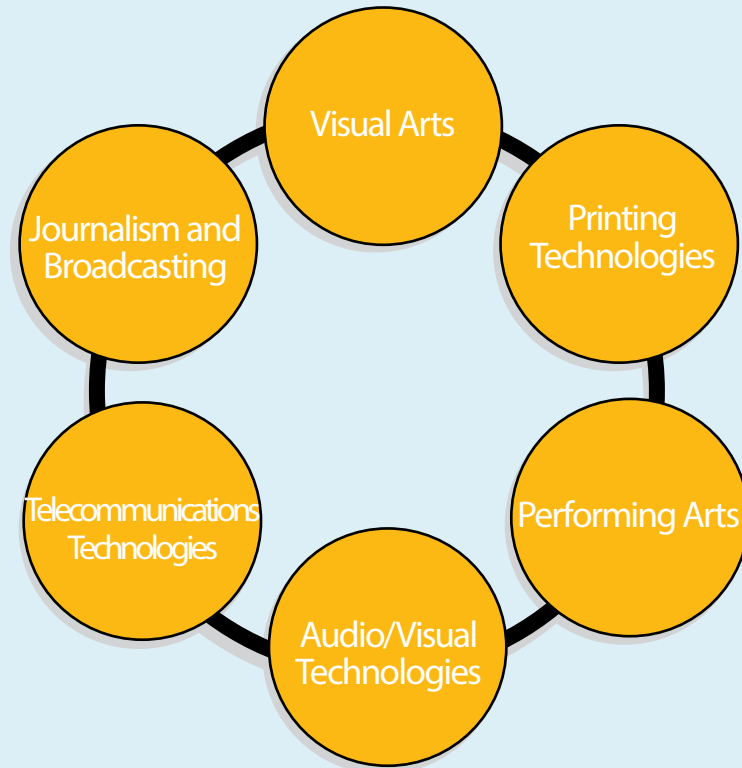 Visual Arts
Printing
Technologies
Performing Arts
Audio/Visual
Technologies
Telecommunications
Technologies
Journalism and
Broadcasting